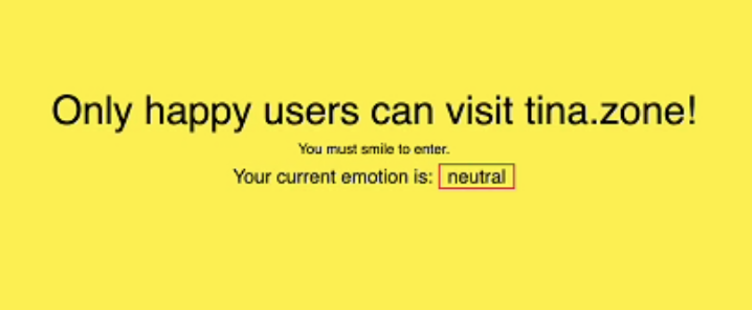 Only happy users can visit tina.zone!
You must smile to enter.
Your current emotion is: neutral